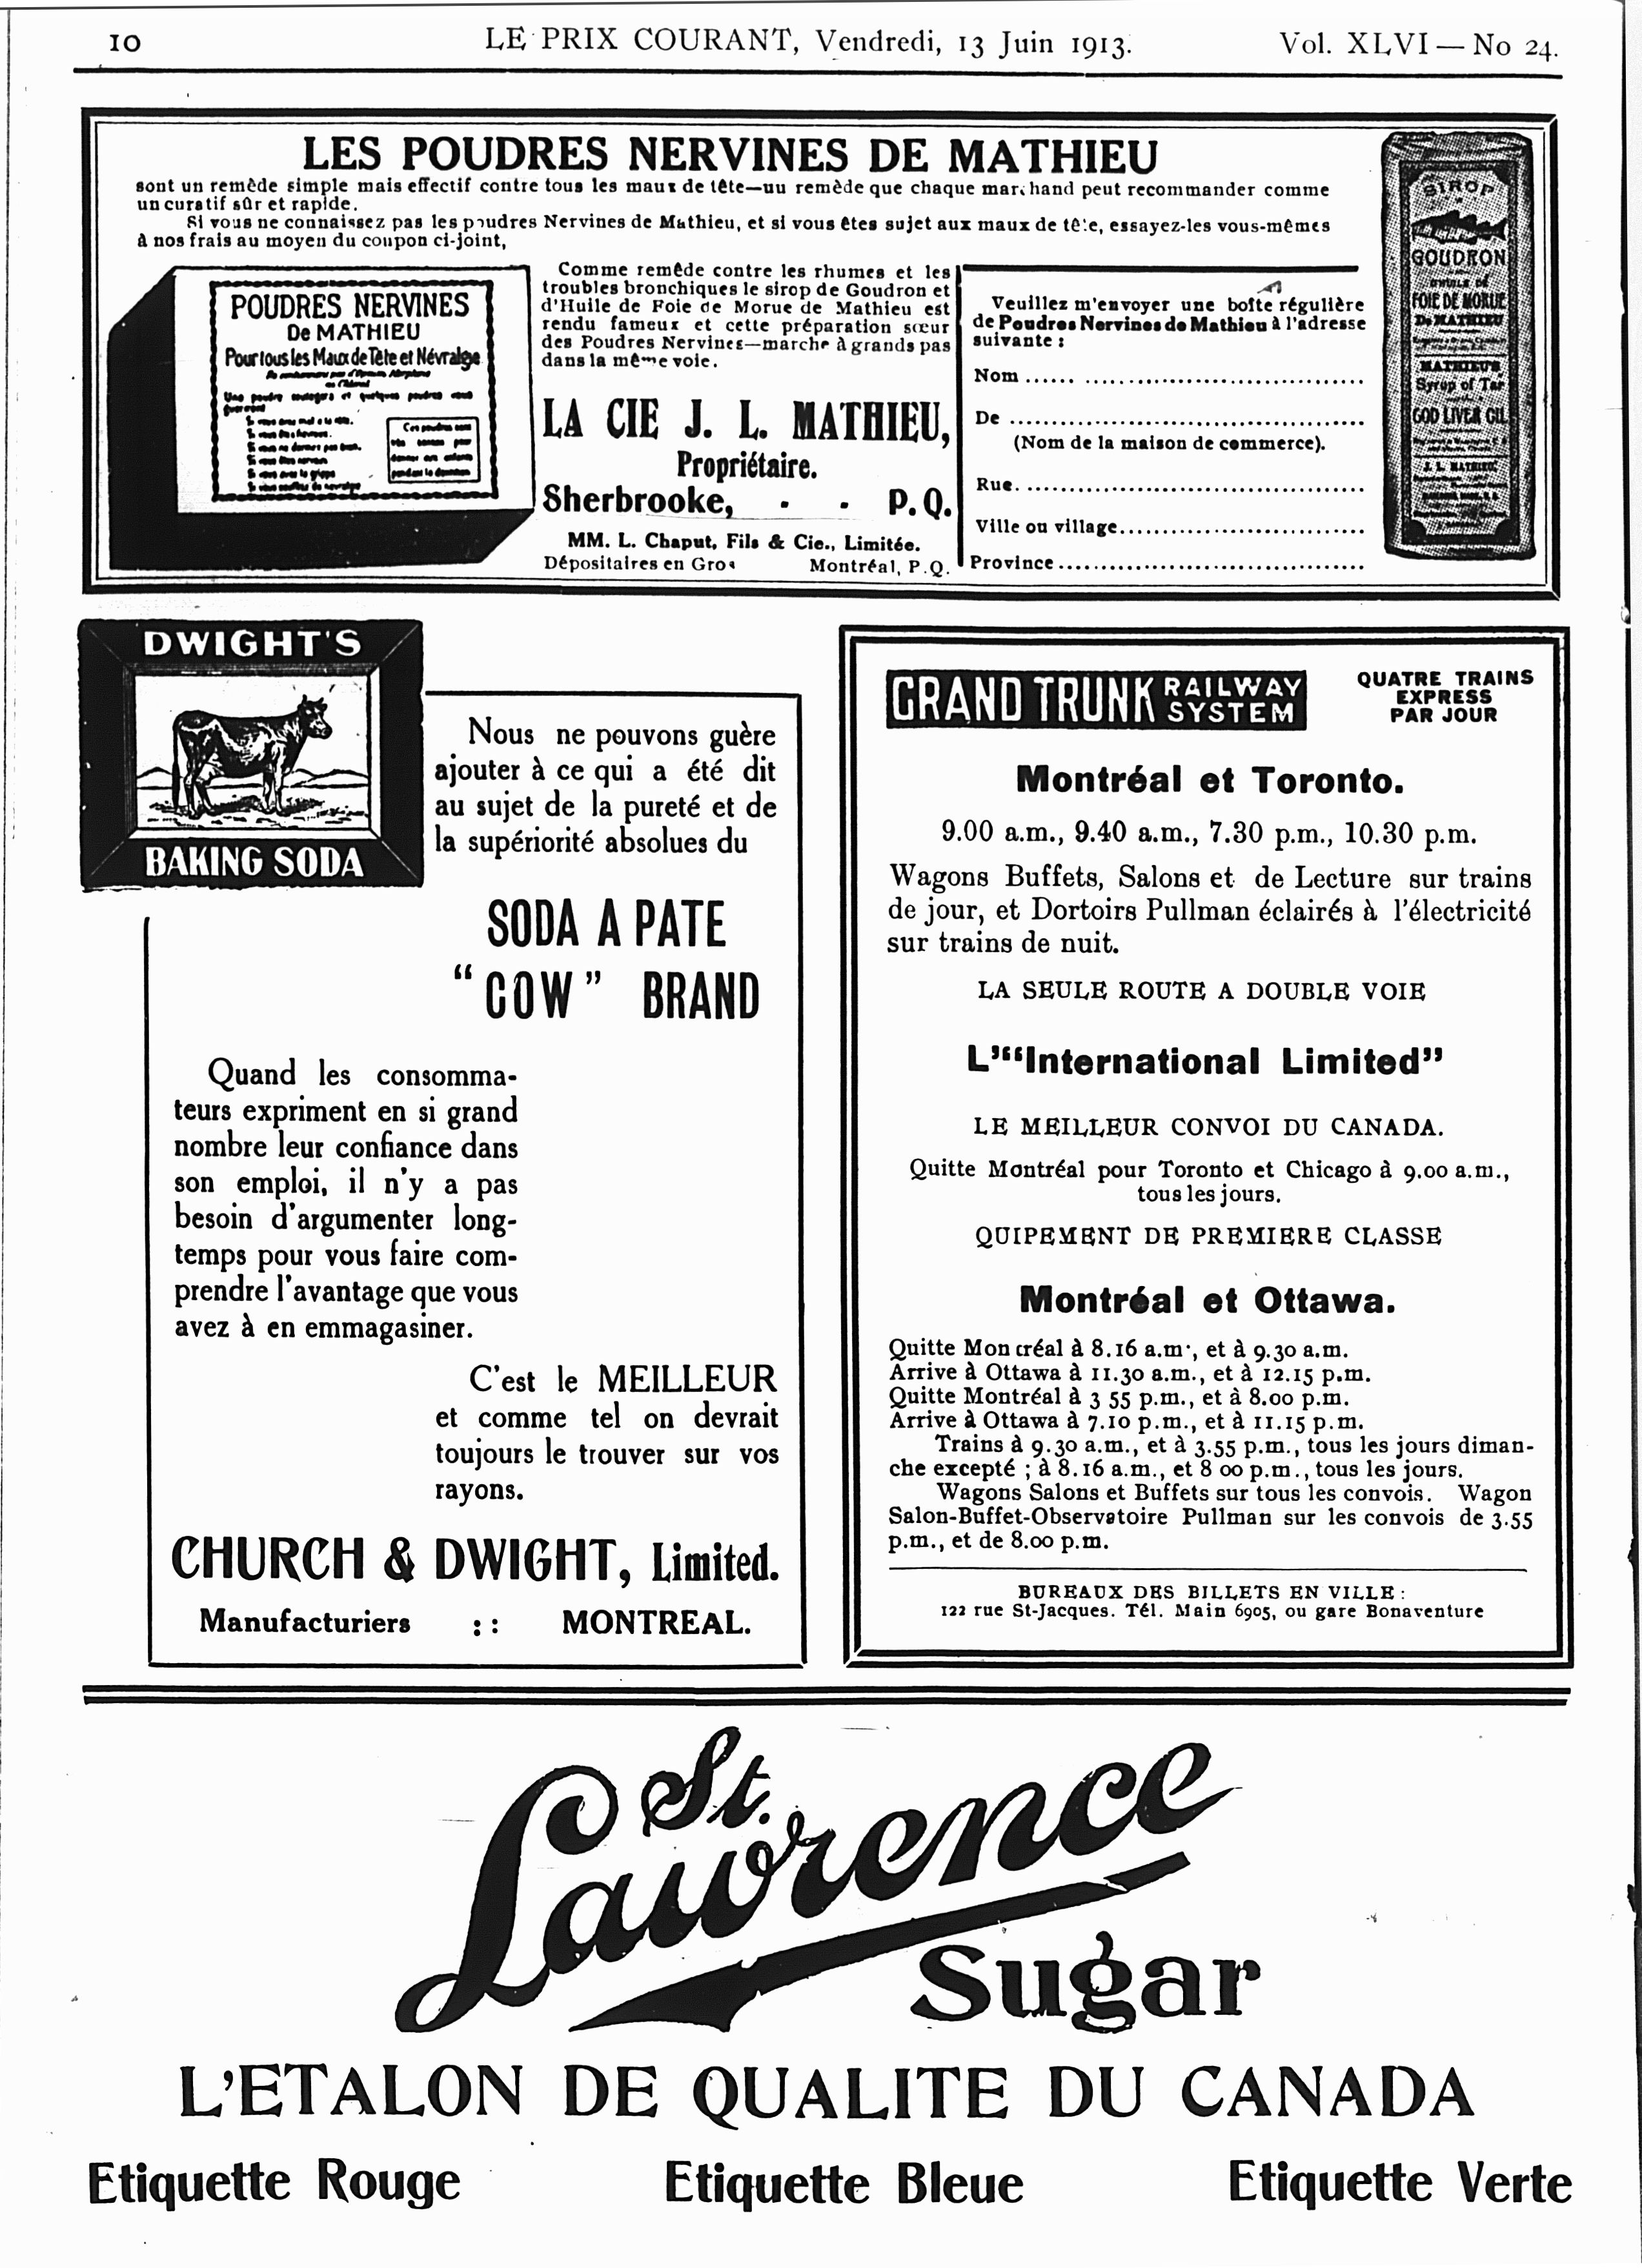 10
LE PRIX COURANT, Vendredi, 13 Juin 1913.
Vol. XLVI — No 24.
LES POUDRES NERVINES DE MATHIEU
sont un remède simple mais effectif contre tous les maux de tête—uu remède que chaque marchand peut recommander comme
un curatif sûr et rapide.
Si vous ne connaissez pas les poudres Nervines de Mathieu, et si vous êtes sujet aux maux de tête, essayez-les vous-mêmes
à nos frais au moyen du coupon ci-joint,
POUDRES NERVINES
De MATHIEU
Pour tous les Maux de Tête et Névralgie
Comme remède contre les rhumes et les
troubles bronchiques le sirop de Goudron et
d'Huile de Foie de Morue de Mathieu est
rendu fameux et cette préparation sœur
des Poudres Nervines—marche à grands pas
dans la même voie.
LA CIE J. L. MATHIEU,
Propriétaire.
Sherbrooke, - - P.Q.
MM. L. Chaput, Fils & Cie., Limitée.
Dépositaires en Gros Montréal, P.Q.
Veuillez m'envoyer une boîte régulière
de Poudres Nervines de Mathieu à l'adresse
suivante :
Nom ...... ........................................
De ..................................................
(Nom de la maison de commerce).
Rue. ................................................
Ville ou village...................................
Province ............................................
SIROP
GOUDRON
D'HUILE DE
FOIE DE MORUE
De MATHIEU
MATHIEU'S
Syrup of Tar
COD LIVER OIL
J. L. MATHIEU
DWIGHT'S
BAKING SODA
Nous ne pouvons guère
ajouter à ce qui a été dit
au sujet de la pureté et de
la supériorité absolues du
SODA A PATE
“COW” BRAND
Quand les consomma-
teurs expriment en si grand
nombre leur confiance dans
son emploi, il n'y a pas
besoin d'argumenter long-
temps pour vous faire com-
prendre l'avantage que vous
avez à en emmagasiner.
C'est le MEILLEUR
et comme tel on devrait
toujours le trouver sur vos
rayons.
CHURCH & DWIGHT, Limited.
Manufacturiers :: MONTREAL.
GRAND TRUNK RAILWAY SYSTEM
QUATRE TRAINS
EXPRESS
PAR JOUR
Montréal et Toronto.
9.00 a.m., 9.40 a.m., 7.30 p.m., 10.30 p.m.
Wagons Buffets, Salons et de Lecture sur trains
de jour, et Dortoirs Pullman éclairés à l'électricité
sur trains de nuit.
LA SEULE ROUTE A DOUBLE VOIE
L'“International Limited”
LE MEILLEUR CONVOI DU CANADA.
Quitte Montréal pour Toronto et Chicago à 9.00 a.m.,
tous les jours.
QUIPEMENT DE PREMIERE CLASSE
Montréal et Ottawa.
Quitte Montréal à 8.16 a.m., et à 9.30 a.m.
Arrive à Ottawa à 11.30 a.m., et à 12.15 p.m.
Quitte Montréal à 3 55 p.m., et à 8.00 p.m.
Arrive à Ottawa à 7.10 p.m., et à 11.15 p.m.
Trains à 9.30 a.m., et à 3.55 p.m., tous les jours diman-
che excepté ; à 8.16 a.m., et 8 00 p.m., tous les jours.
Wagons Salons et Buffets sur tous les convois. Wagon
Salon-Buffet-Observatoire Pullman sur les convois de 3.55
p.m., et de 8.00 p.m.
BUREAUX DES BILLETS EN VILLE :
122 rue St-Jacques. Tél. Main 6905, ou gare Bonaventure
St.
Lawrence
Sugar
L'ETALON DE QUALITE DU CANADA
Etiquette Rouge Etiquette Bleue Etiquette Verte